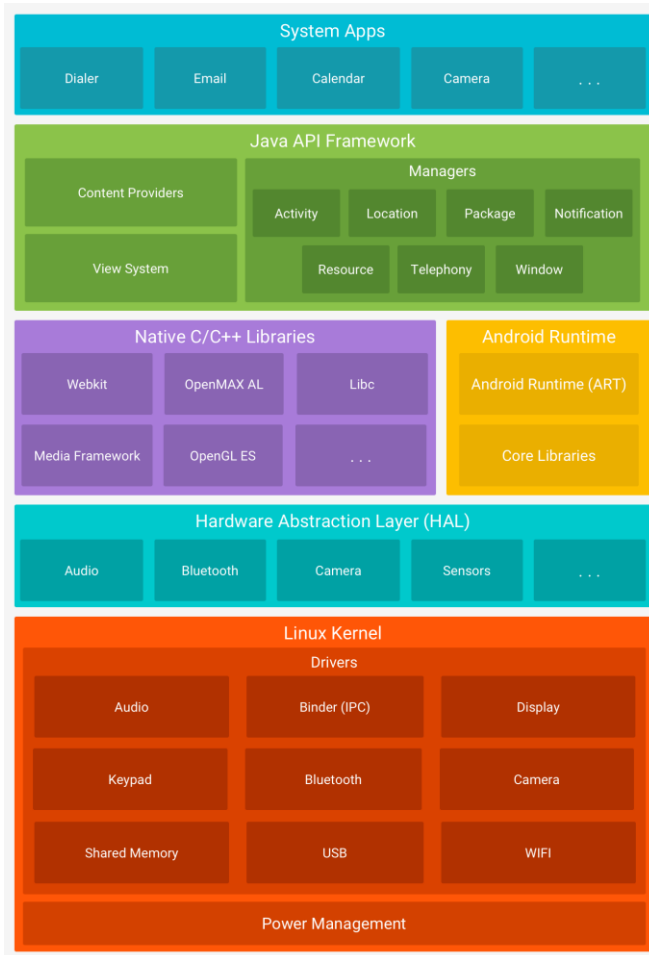 System Apps
Dialer
Email
Calendar
Camera
. . .
Java API Framework
Content Providers
View System
Managers
Activity
Location
Package
Notification
Resource
Telephony
Window
Native C/C++ Libraries
Webkit
OpenMAX AL
Libc
Media Framework
OpenGL ES
. . .
Android Runtime
Android Runtime (ART)
Core Libraries
Hardware Abstraction Layer (HAL)
Audio
Bluetooth
Camera
Sensors
. . .
Linux Kernel
Drivers
Audio
Binder (IPC)
Display
Keypad
Bluetooth
Camera
Shared Memory
USB
WIFI
Power Management